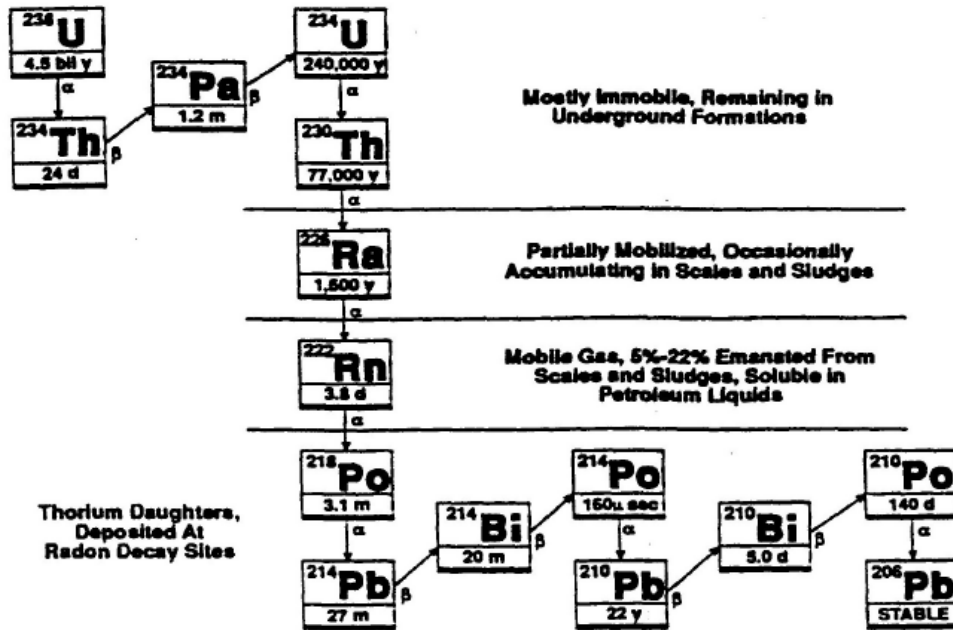 238U
4.5 bil y
α
234Th
24 d
β
234Pa
1.2 m
β
234U
240,000 y
α
230Th
77,000 y
α
Mostly Immobile, Remaining in
Underground Formations
226Ra
1,600 y
α
Partially Mobilized, Occasionally
Accumulating in Scales and Sludges
222Rn
3.8 d
α
Mobile Gas, 5%-22% Emanated From
Scales and Sludges, Soluble in
Petroleum Liquids
Thorium Daughters,
Deposited At
Radon Decay Sites
218Po
3.1 m
α
214Pb
27 m
β
214Bi
20 m
β
214Po
160μ sec
α
210Pb
22 y
β
210Bi
5.0 d
β
210Po
140 d
α
206Pb
STABLE